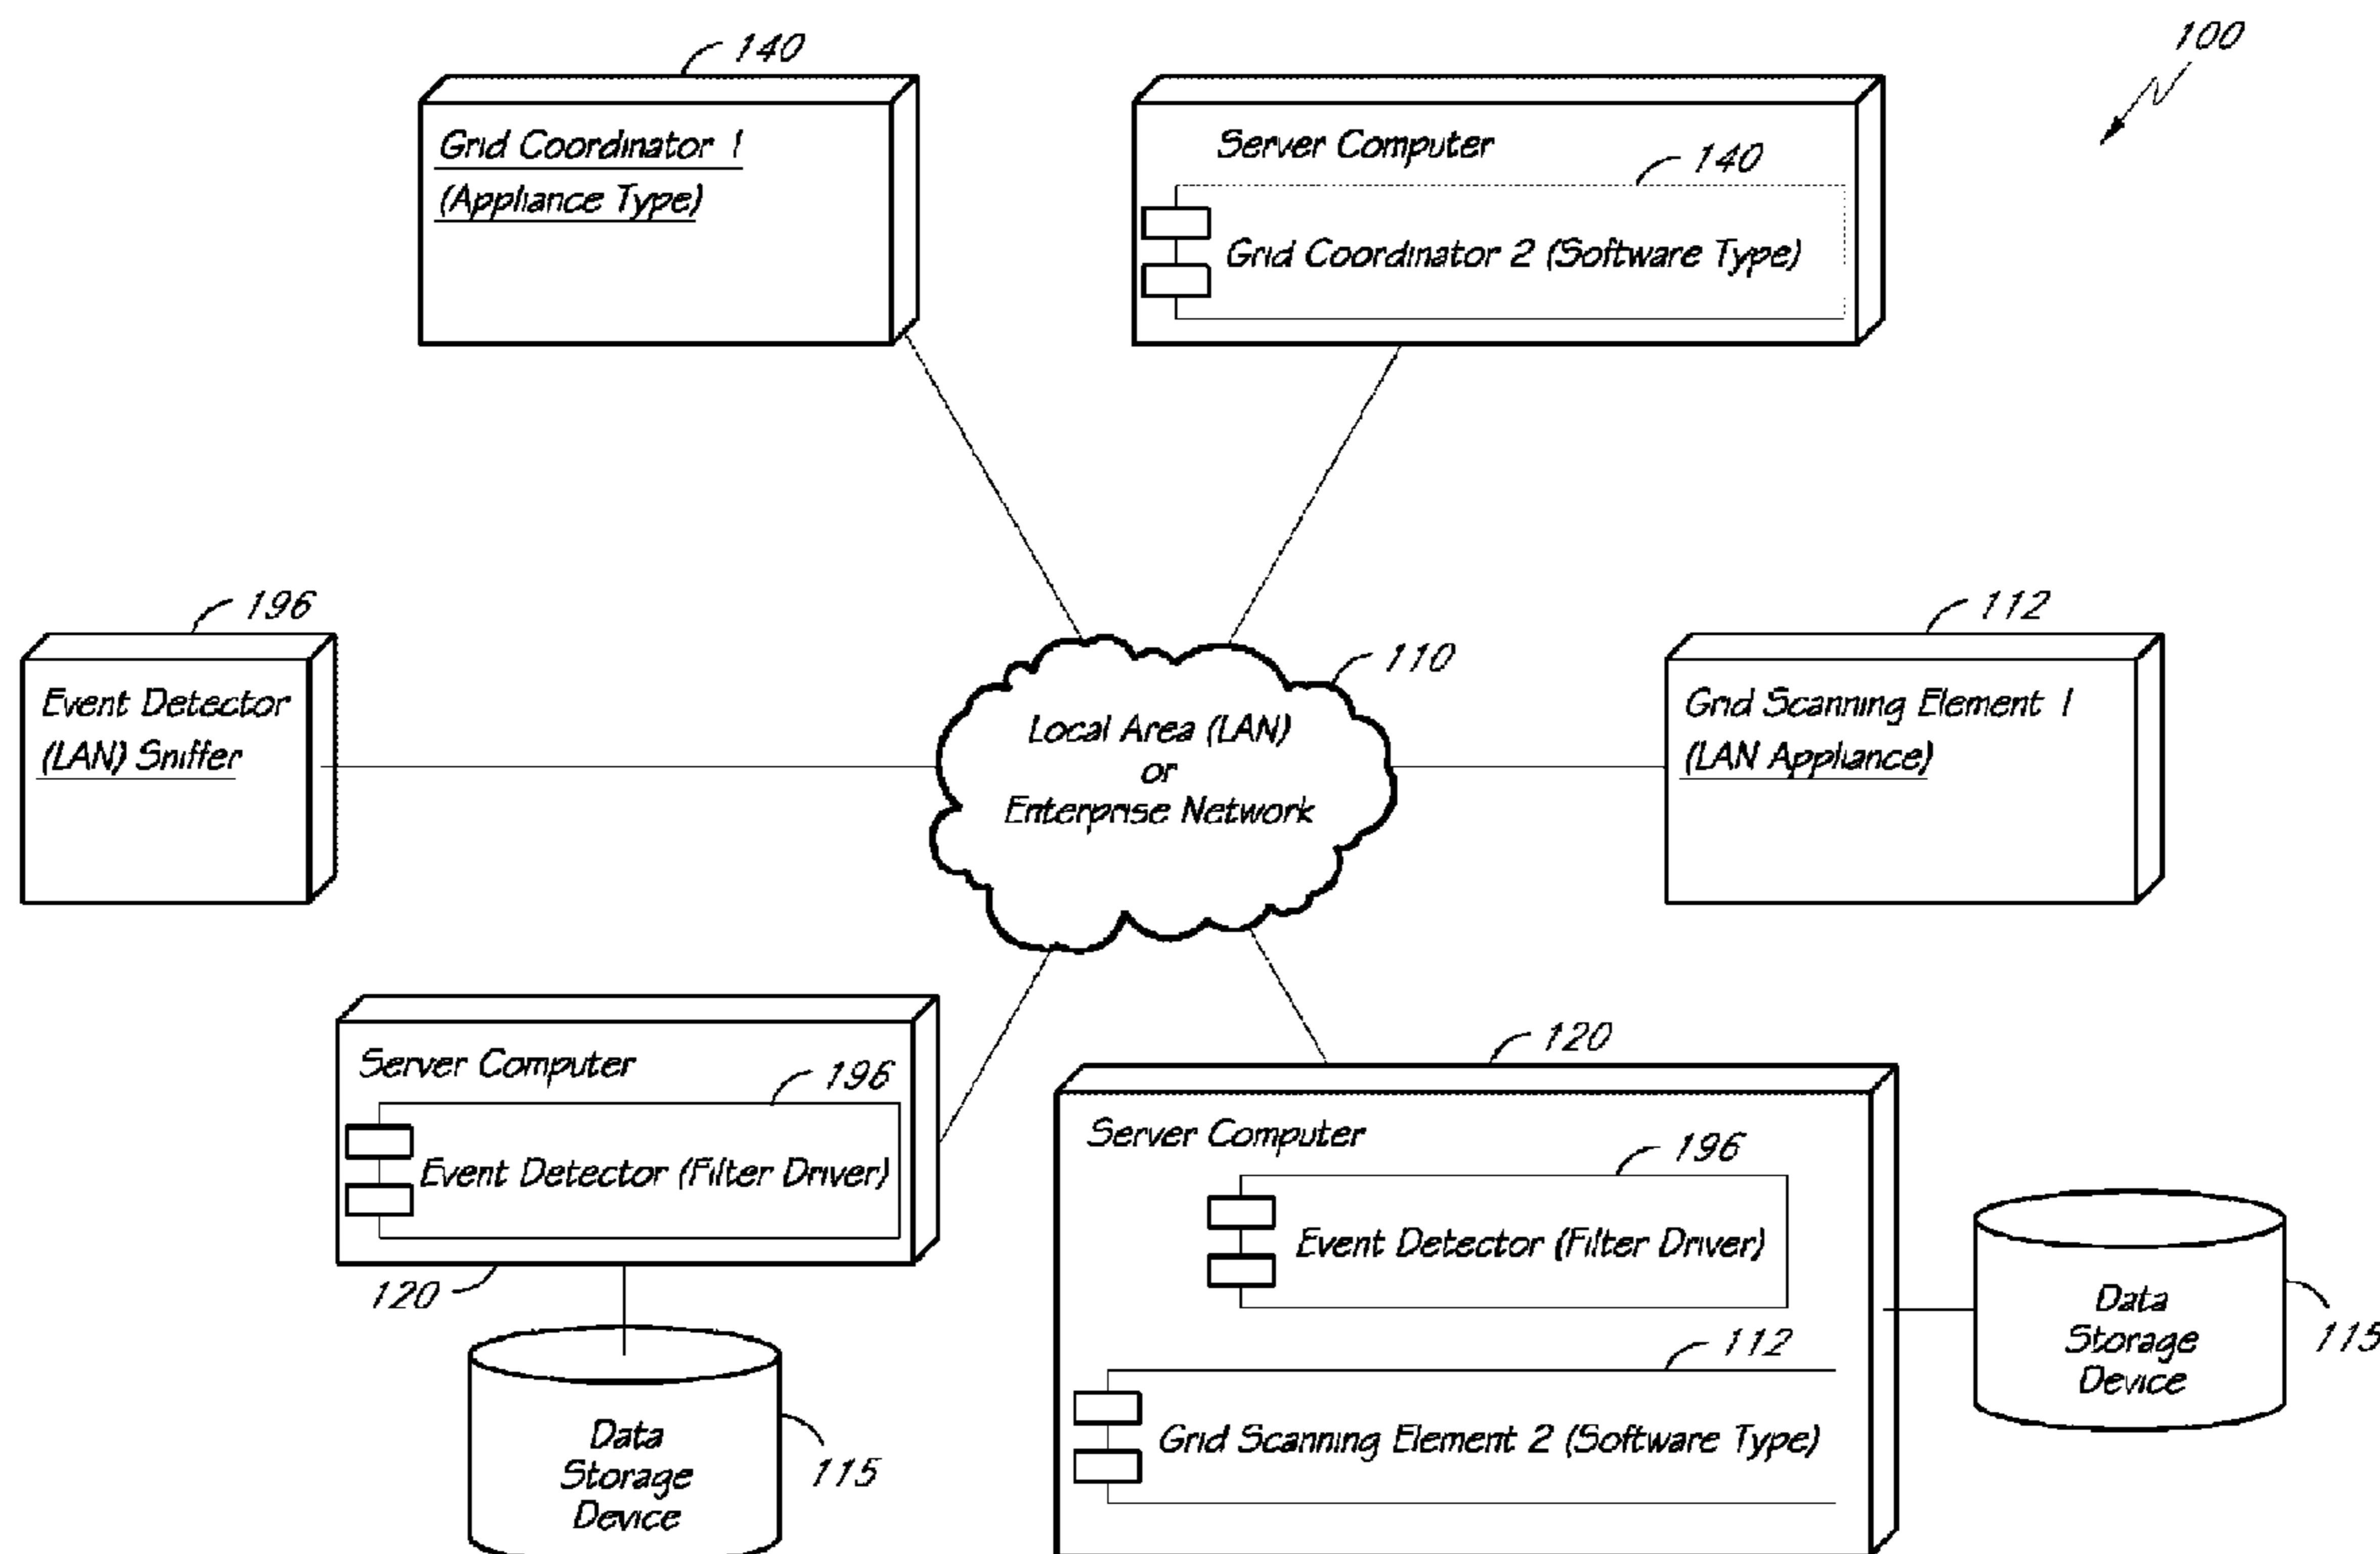 100
140
Grid Coordinator 1
(Appliance Type)
Server Computer
140
Grid Coordinator 2 (Software Type)
196
Event Detector
(LAN) Sniffer
110
Local Area (LAN)
or
Enterprise Network
112
Grid Scanning Element 1
(LAN Appliance)
Server Computer
196
Event Detector (Filter Driver)
120
Data
Storage
Device
115
120
Server Computer
196
Event Detector (Filter Driver)
112
Grid Scanning Element 2 (Software Type)
Data
Storage
Device
115